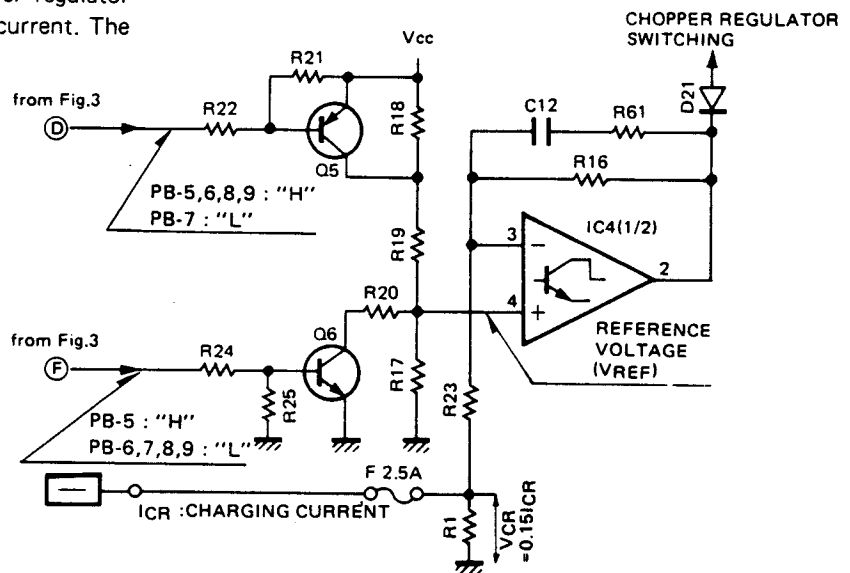 er regulator
current. The
CHOPPER REGULATOR
SWITCHING
Vcc
R21
from Fig.3
D
R22
R18
C12
R61
D21
Q5
R16
PB-5,6,8,9 : "H"
PB-7 : "L"
R19
IC4(1/2)
3
−
2
R20
4
+
from Fig.3
Q6
REFERENCE
VOLTAGE
(VREF)
F
R24
R17
R25
R23
PB-5 : "H"
PB-6,7,8,9 : "L"
F 2.5A
−
ICR :CHARGING CURRENT
R1
VCR
=0.15ICR